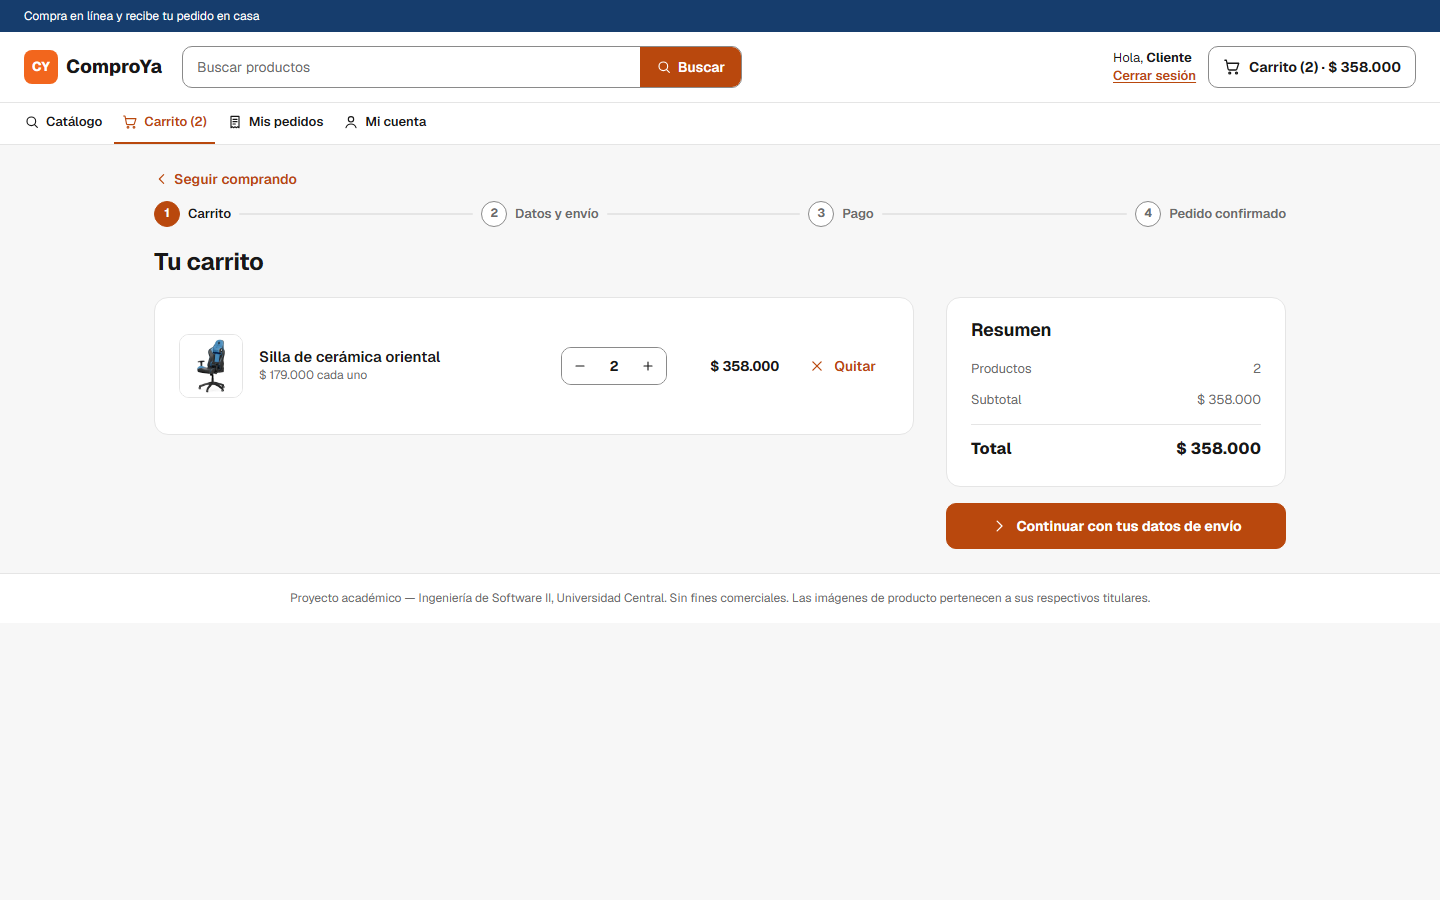 Compra en línea y recibe tu pedido en casa
CY ComproYa
Buscar productos
Buscar
Hola, Cliente
Cerrar sesión
Carrito (2) · $ 358.000
Catálogo
Carrito (2)
Mis pedidos
Mi cuenta
Seguir comprando
1 Carrito
2 Datos y envío
3 Pago
4 Pedido confirmado
Tu carrito
Silla de cerámica oriental
$ 179.000 cada uno
− 2 +
$ 358.000
Quitar
Resumen
Productos 2
Subtotal $ 358.000
Total $ 358.000
Continuar con tus datos de envío
Proyecto académico — Ingeniería de Software II, Universidad Central. Sin fines comerciales. Las imágenes de producto pertenecen a sus respectivos titulares.